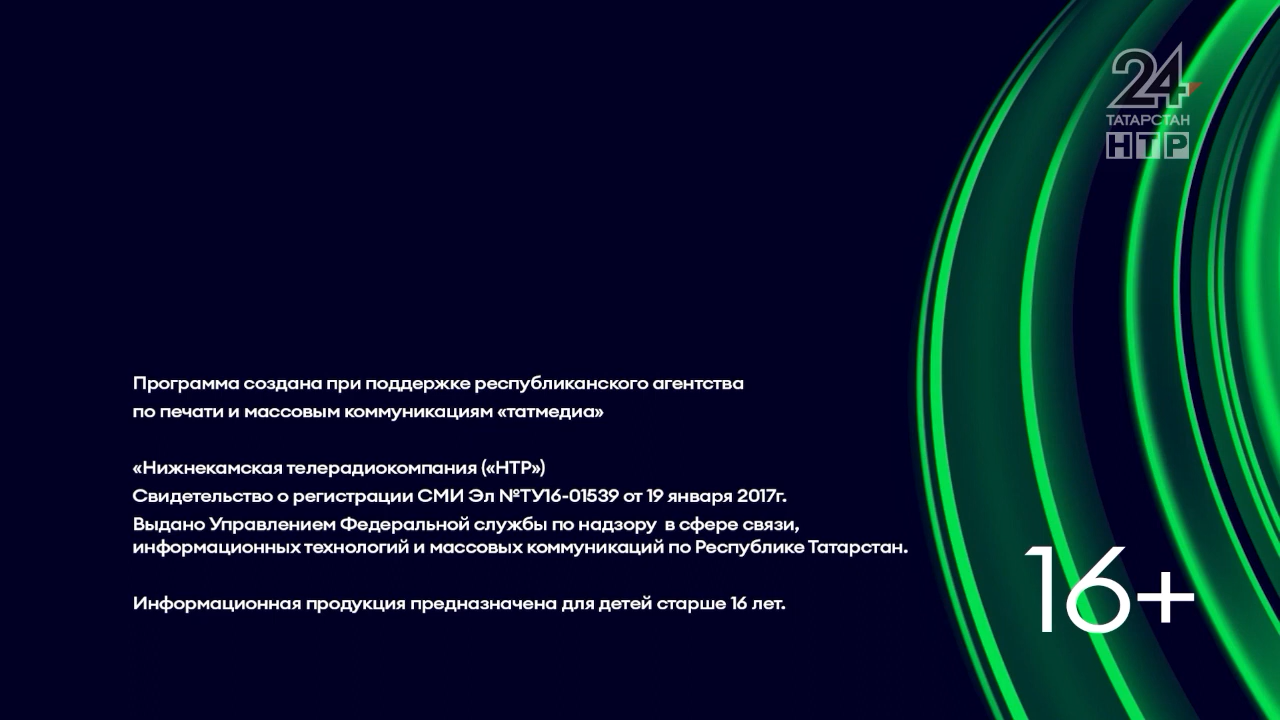 24
ТАТАРСТАН
НТР
Программа создана при поддержке республиканского агентства
по печати и массовым коммуникациям «татмедиа»
«Нижнекамская телерадиокомпания («НТР»)
Свидетельство о регистрации СМИ Эл №ТУ16-01539 от 19 января 2017г.
Выдано Управлением Федеральной службы по надзору  в сфере связи,
информационных технологий и массовых коммуникаций по Республике Татарстан.
Информационная продукция предназначена для детей старше 16 лет.
16+